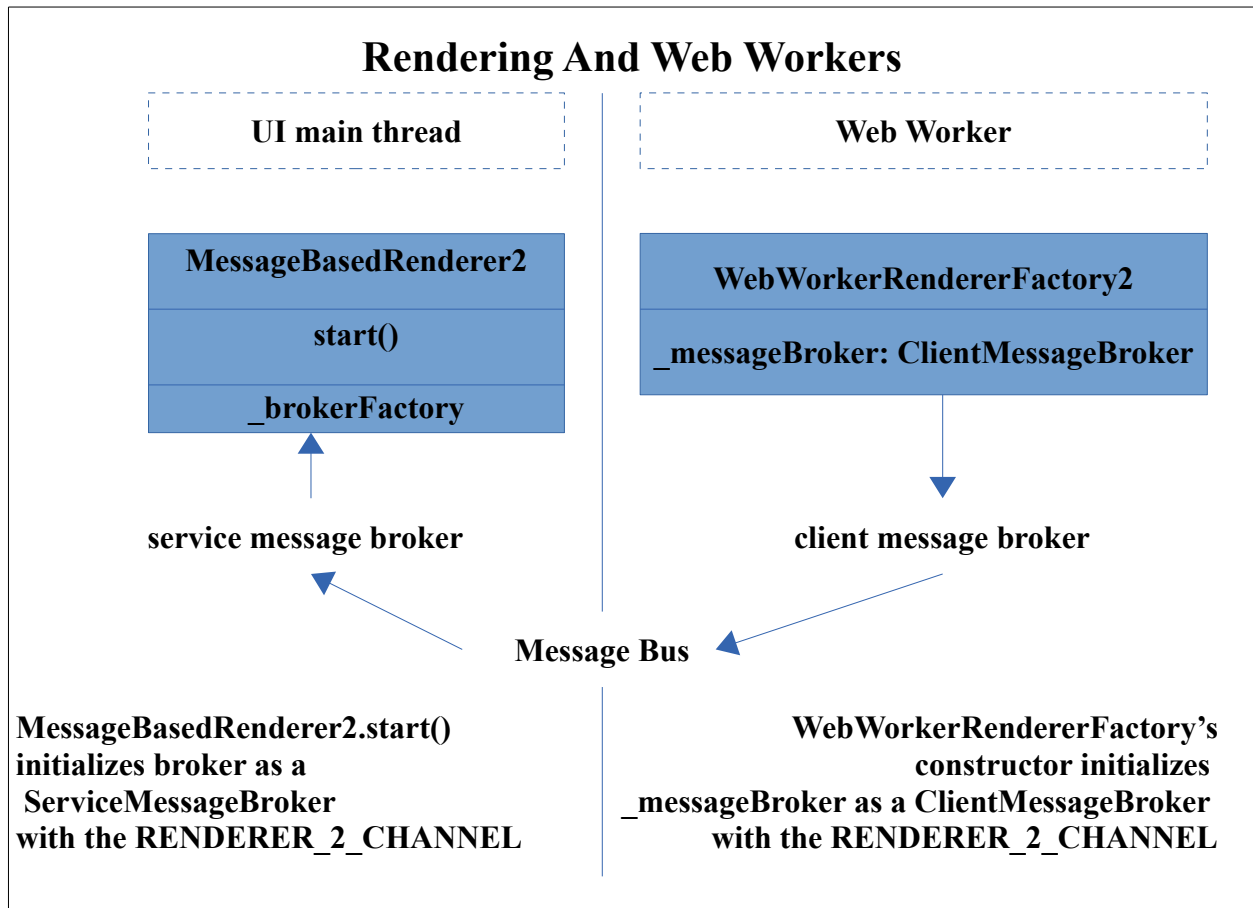 Rendering And Web Workers
UI main thread
Web Worker
MessageBasedRenderer2
start()
_brokerFactory
WebWorkerRendererFactory2
_messageBroker: ClientMessageBroker
service message broker
client message broker
Message Bus
MessageBasedRenderer2.start()
initializes broker as a
ServiceMessageBroker
with the RENDERER_2_CHANNEL
WebWorkerRendererFactory’s
constructor initializes
_messageBroker as a ClientMessageBroker
with the RENDERER_2_CHANNEL